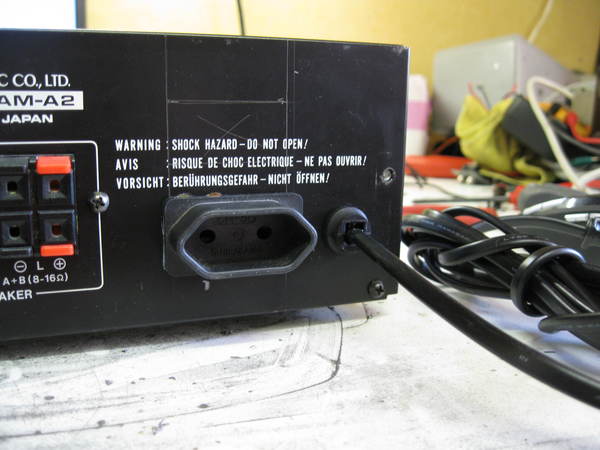 C CO., LTD.
AM-A2
JAPAN
WARNING : SHOCK HAZARD – DO NOT OPEN!
AVIS : RISQUE DE CHOC ELECTRIQUE – NE PAS OUVRIR!
VORSICHT : BERÜHRUNGSGEFAHR – NICHT ÖFFNEN!
⊖ L ⊕
A+B (8-16Ω)
EAKER